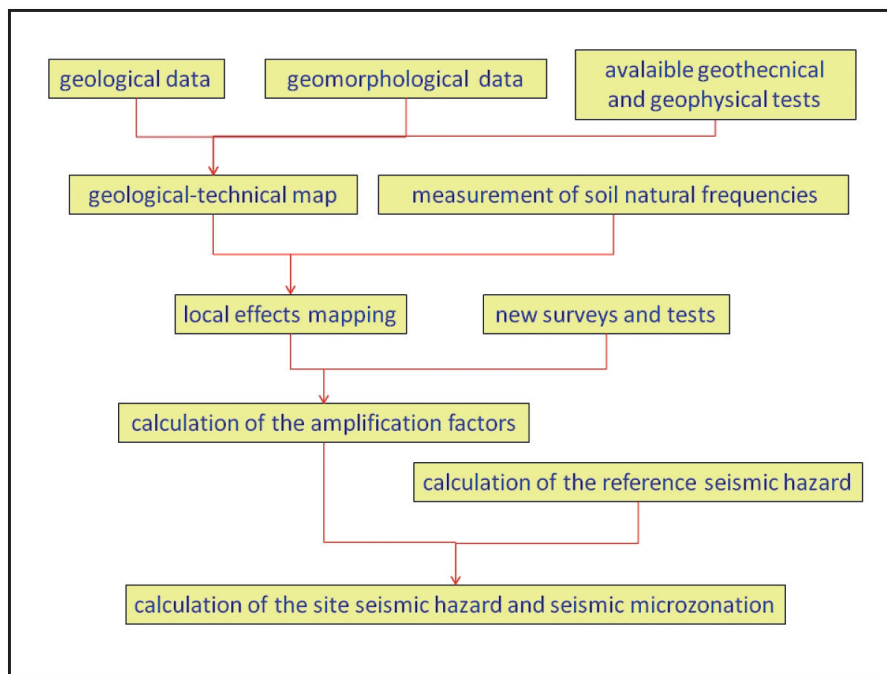 geological data
geomorphological data
avalaible geothecnical
and geophysical tests
geological-technical map
measurement of soil natural frequencies
local effects mapping
new surveys and tests
calculation of the amplification factors
calculation of the reference seismic hazard
calculation of the site seismic hazard and seismic microzonation